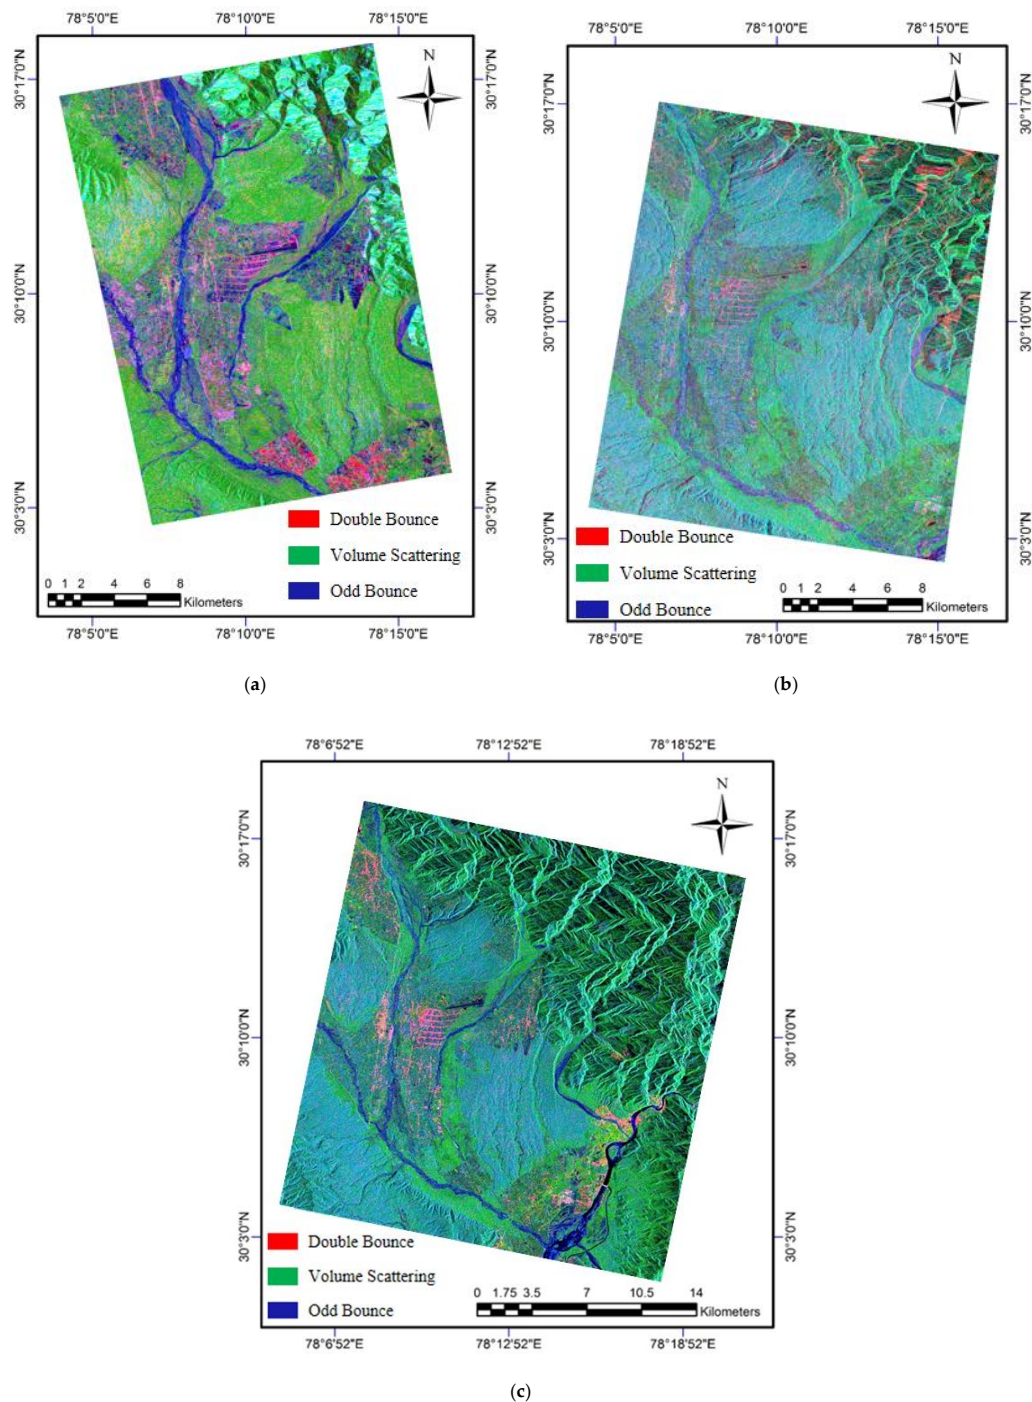 78°5'0"E 78°10'0"E 78°15'0"E
N
30°17'0"N 30°17'0"N
30°10'0"N 30°10'0"N
30°3'0"N 30°3'0"N
Double Bounce
Volume Scattering
Odd Bounce
0 1 2 4 6 8
Kilometers
78°5'0"E 78°10'0"E 78°15'0"E
(a)
78°5'0"E 78°10'0"E 78°15'0"E
N
30°17'0"N 30°17'0"N
30°10'0"N 30°10'0"N
30°3'0"N 30°3'0"N
Double Bounce
Volume Scattering
Odd Bounce
0 1 2 4 6 8
Kilometers
78°5'0"E 78°10'0"E 78°15'0"E
(b)
78°6'52"E 78°12'52"E 78°18'52"E
N
30°17'0"N 30°17'0"N
30°10'0"N 30°10'0"N
30°3'0"N 30°3'0"N
Double Bounce
Volume Scattering
Odd Bounce
0 1.75 3.5 7 10.5 14
Kilometers
78°6'52"E 78°12'52"E 78°18'52"E
(c)